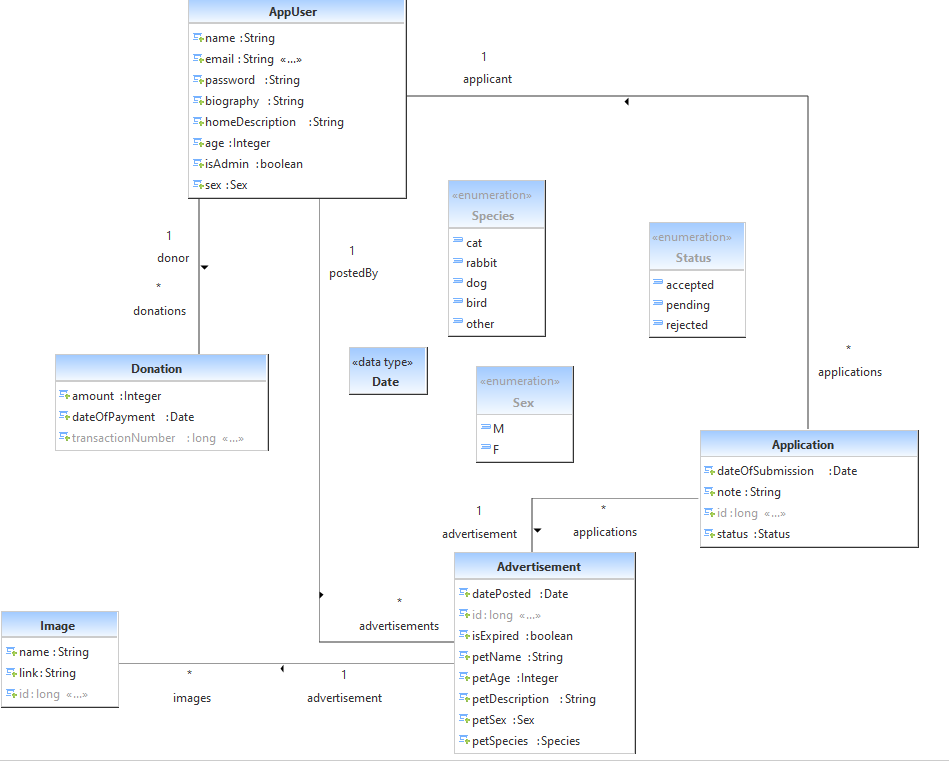 AppUser
name :String
email :String «...»
password :String
biography :String
homeDescription :String
age :Integer
isAdmin :boolean
sex :Sex
1
applicant
1
donor
*
donations
1
postedBy
«enumeration»
Species
cat
rabbit
dog
bird
other
«enumeration»
Status
accepted
pending
rejected
*
applications
«data type»
Date
«enumeration»
Sex
M
F
Donation
amount :Integer
dateOfPayment :Date
transactionNumber :long «...»
Application
dateOfSubmission :Date
note :String
id :long «...»
status :Status
1
advertisement
*
applications
Advertisement
datePosted :Date
id :long «...»
isExpired :boolean
petName :String
petAge :Integer
petDescription :String
petSex :Sex
petSpecies :Species
*
advertisements
Image
name :String
link :String
id :long «...»
*
images
1
advertisement